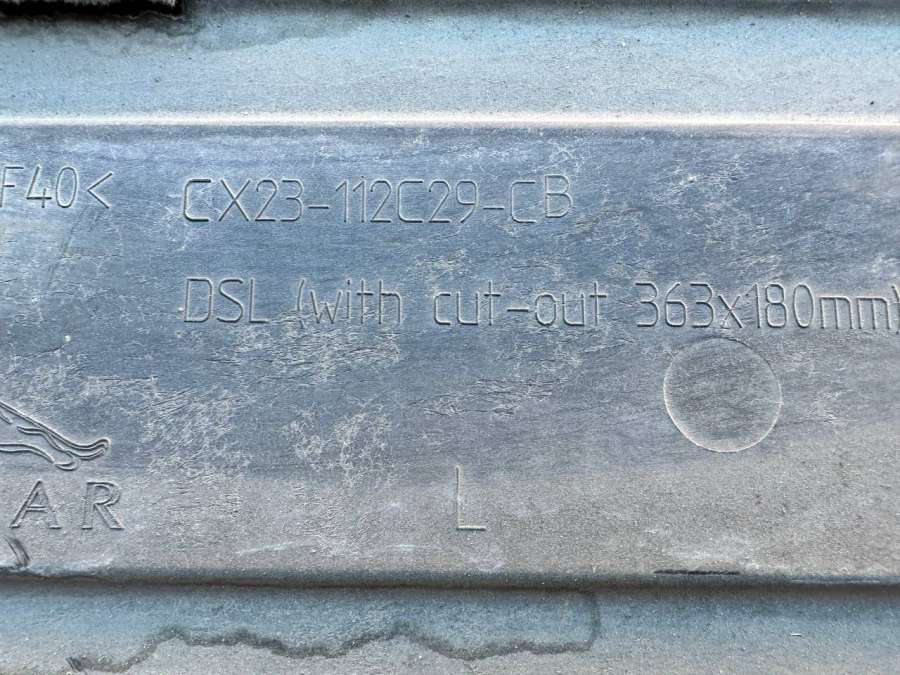 F40< CX23-112C29-CB
DSL (with cut-out 363x180mm)
AR
L